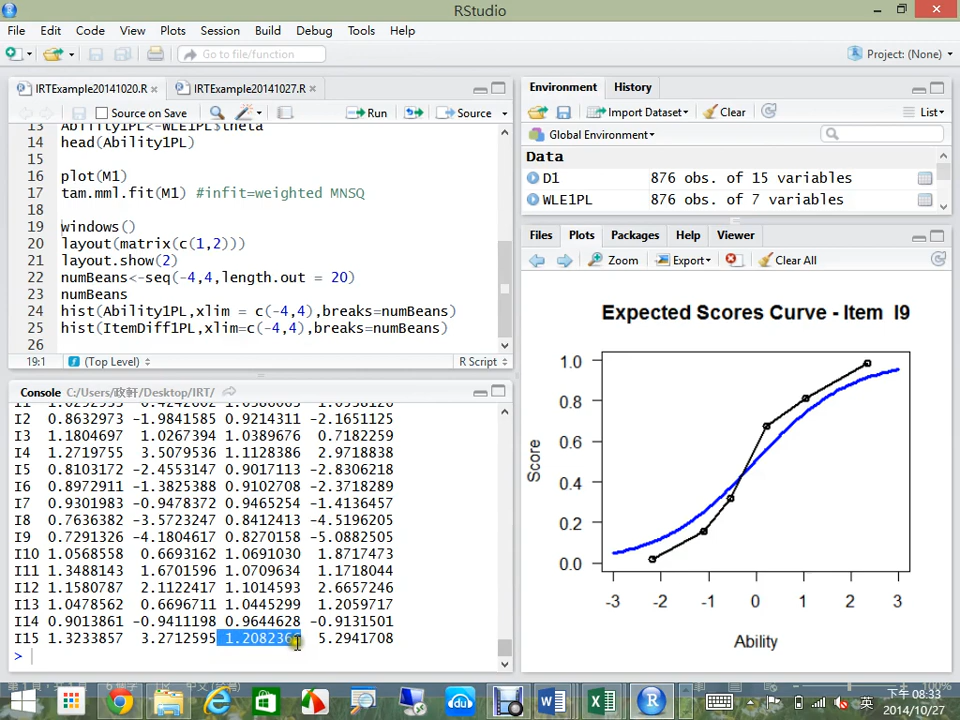 RStudio
File Edit Code View Plots Session Build Debug Tools Help
Go to file/function
Project: (None)
IRTExample20141020.R
IRTExample20141027.R
Source on Save
Run
Source
13 Ability1PL<-WLE1PL$theta
14 head(Ability1PL)
15
16 plot(M1)
17 tam.mml.fit(M1) #infit=weighted MNSQ
18
19 windows()
20 layout(matrix(c(1,2)))
21 layout.show(2)
22 numBeans<-seq(-4,4,length.out = 20)
23 numBeans
24 hist(Ability1PL,xlim = c(-4,4),breaks=numBeans)
25 hist(ItemDiff1PL,xlim=c(-4,4),breaks=numBeans)
26
19:1 (Top Level) R Script
Console C:/Users/政軒/Desktop/IRT/
I2 0.8632973 -1.9841585 0.9214311 -2.1651125
I3 1.1804697 1.0267394 1.0389676 0.7182259
I4 1.2719755 3.5079536 1.1128386 2.9718838
I5 0.8103172 -2.4553147 0.9017113 -2.8306218
I6 0.8972911 -1.3825388 0.9102708 -2.3718289
I7 0.9301983 -0.9478372 0.9465254 -1.4136457
I8 0.7636382 -3.5723247 0.8412413 -4.5196205
I9 0.7291326 -4.1804617 0.8270158 -5.0882505
I10 1.0568558 0.6693162 1.0691030 1.8717473
I11 1.3488143 1.6701596 1.0709634 1.1718044
I12 1.1580787 2.1122417 1.1014593 2.6657246
I13 1.0478562 0.6696711 1.0445299 1.2059717
I14 0.9013861 -0.9411198 0.9644628 -0.9131501
I15 1.3233854 3.2712595 5.2941708
>
Environment History
Import Dataset Clear List
Global Environment
Data
D1 876 obs. of 15 variables
WLE1PL 876 obs. of 7 variables
Files Plots Packages Help Viewer
Zoom Export Clear All
Expected Scores Curve - Item I9
Score
1.0
0.8
0.6
0.4
0.2
0.0
-3 -2 -1 0 1 2 3
Ability
英
下午 08:33
2014/10/27